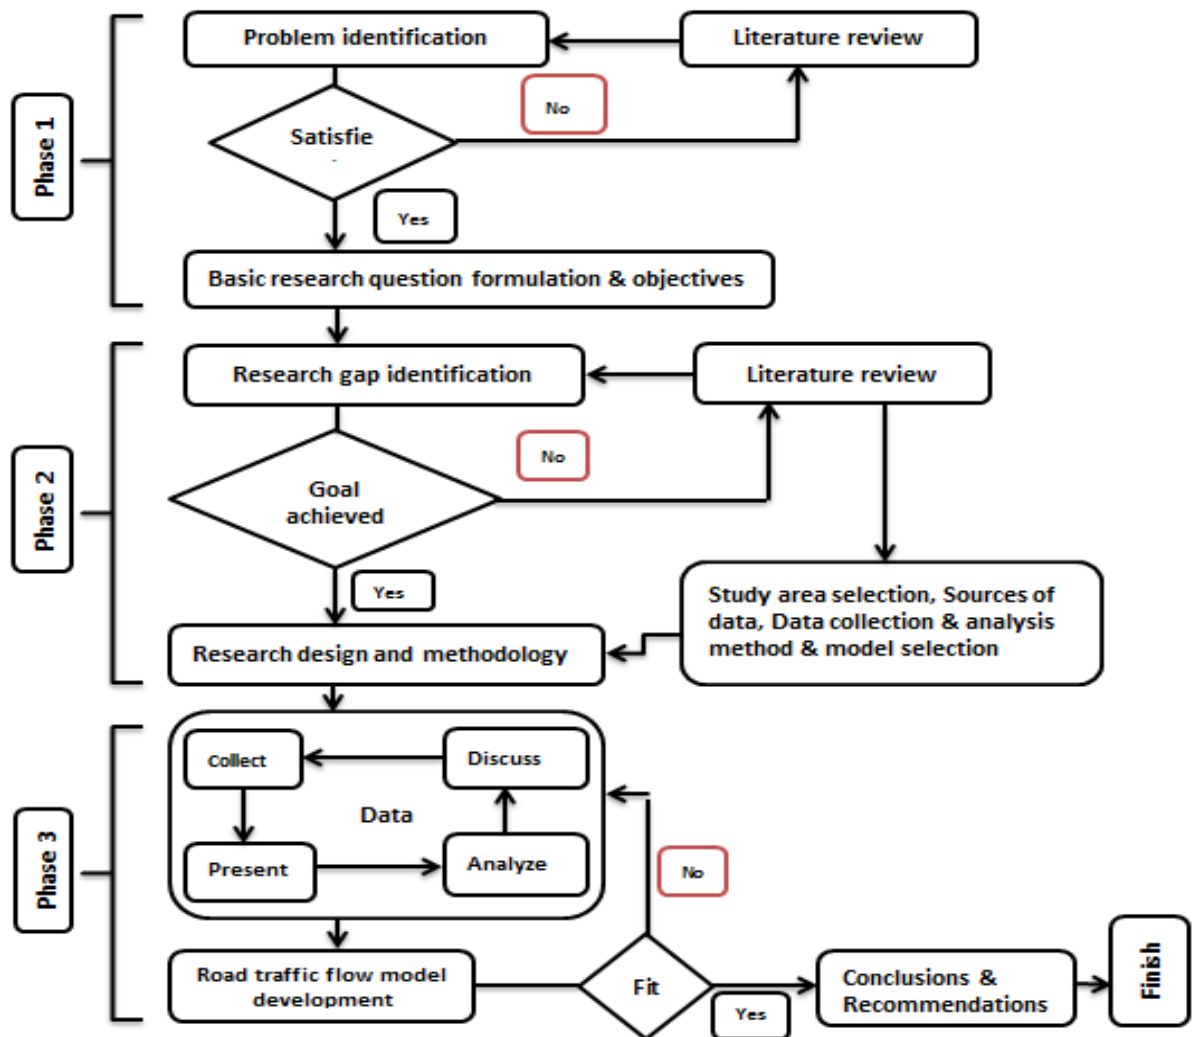 Phase 1
Problem identification
Literature review
No
Satisfie
Yes
Basic research question formulation & objectives
Phase 2
Research gap identification
Literature review
No
Goal
achieved
Yes
Study area selection, Sources of
data, Data collection & analysis
method & model selection
Research design and methodology
Phase 3
Collect
Discuss
Data
Present
Analyze
No
Road traffic flow model
development
Fit
Yes
Conclusions &
Recommendations
Finish